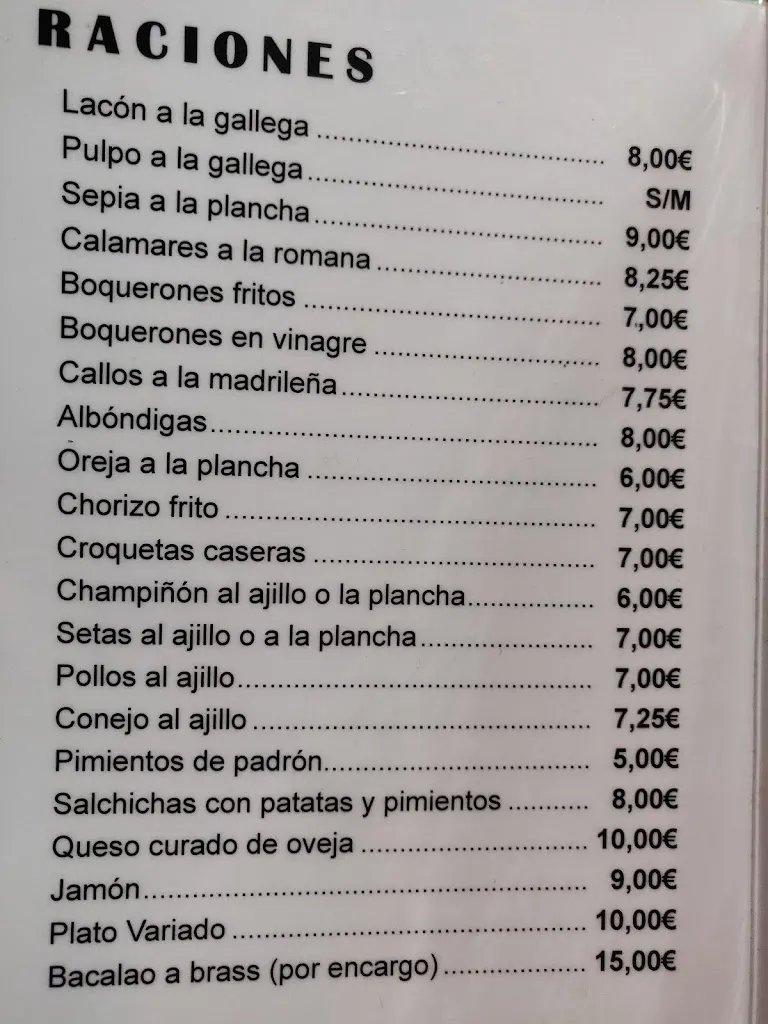 RACIONES
Lacón a la gallega ........ 8,00€
Pulpo a la gallega ........ S/M
Sepia a la plancha ........ 9,00€
Calamares a la romana ........ 8,25€
Boquerones fritos ........ 7,00€
Boquerones en vinagre ........ 8,00€
Callos a la madrileña ........ 7,75€
Albóndigas ........ 8,00€
Oreja a la plancha ........ 6,00€
Chorizo frito ........ 7,00€
Croquetas caseras ........ 7,00€
Champiñón al ajillo o la plancha ........ 6,00€
Setas al ajillo o a la plancha ........ 7,00€
Pollos al ajillo ........ 7,00€
Conejo al ajillo ........ 7,25€
Pimientos de padrón ........ 5,00€
Salchichas con patatas y pimientos ........ 8,00€
Queso curado de oveja ........ 10,00€
Jamón ........ 9,00€
Plato Variado ........ 10,00€
Bacalao a brass (por encargo) ........ 15,00€